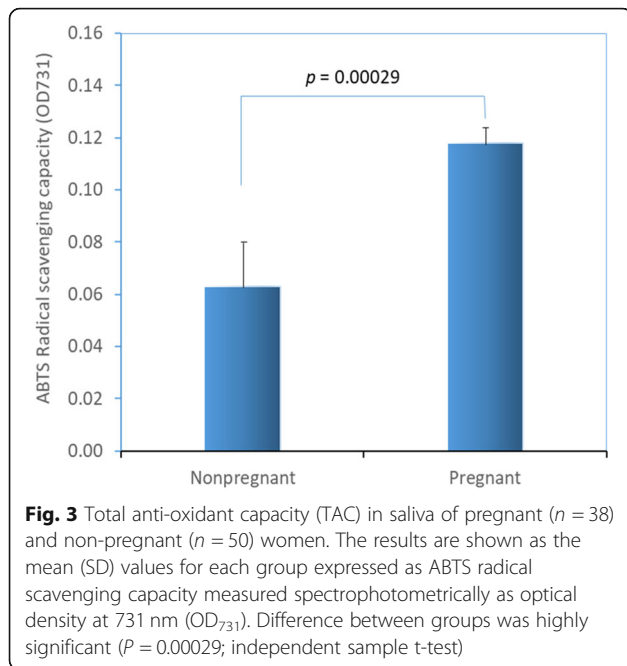 0.16
p = 0.00029
0.14
0.12
0.10
0.08
0.06
0.04
0.02
0.00
ABTS Radical scavenging capacity (OD731)
Nonpregnant Pregnant
Fig. 3 Total anti-oxidant capacity (TAC) in saliva of pregnant (n = 38)
and non-pregnant (n = 50) women. The results are shown as the
mean (SD) values for each group expressed as ABTS radical
scavenging capacity measured spectrophotometrically as optical
density at 731 nm (OD731). Difference between groups was highly
significant (P = 0.00029; independent sample t-test)